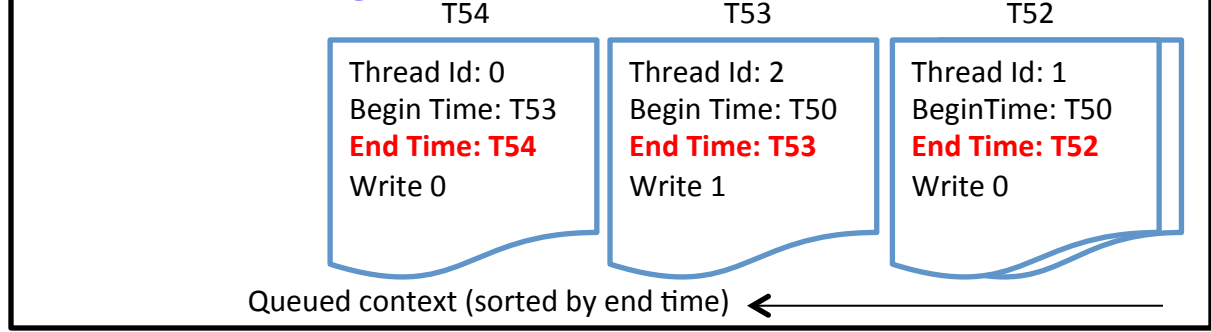 T54 T53 T52
Thread Id: 0
Begin Time: T53
End Time: T54
Write 0
Thread Id: 2
Begin Time: T50
End Time: T53
Write 1
Thread Id: 1
BeginTime: T50
End Time: T52
Write 0
Queued context (sorted by end time)